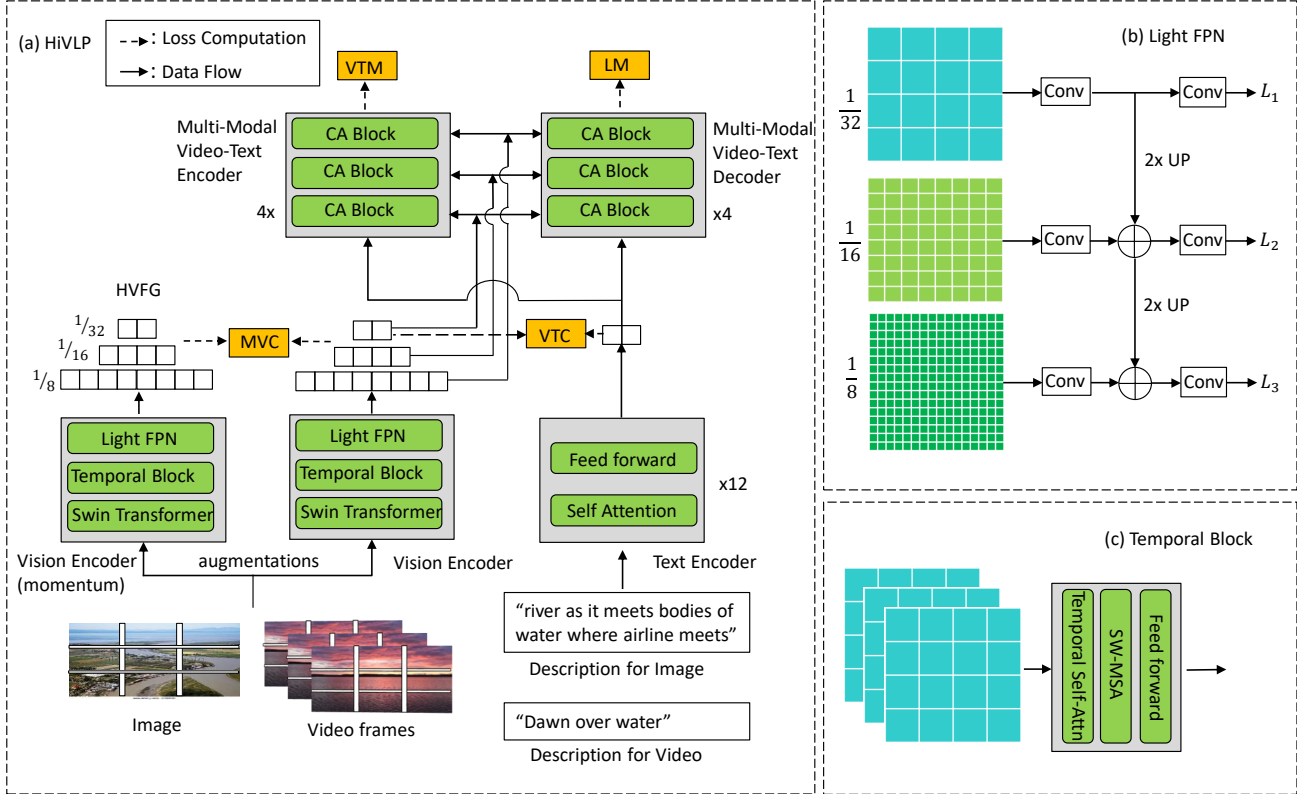 (a) HiVLP
: Loss Computation
: Data Flow
VTM
LM
Multi-Modal
Video-Text
Encoder
4x
CA Block
CA Block
CA Block
CA Block
CA Block
CA Block
Multi-Modal
Video-Text
Decoder
x4
HVFG
1/32
1/16
1/8
MVC
VTC
Light FPN
Temporal Block
Swin Transformer
Light FPN
Temporal Block
Swin Transformer
Feed forward
Self Attention
x12
Vision Encoder
(momentum)
augmentations
Vision Encoder
Text Encoder
"river as it meets bodies of
water where airline meets"
Description for Image
"Dawn over water"
Description for Video
Image
Video frames
(b) Light FPN
1/32
Conv
Conv
L1
2x UP
1/16
Conv
Conv
L2
2x UP
1/8
Conv
Conv
L3
(c) Temporal Block
Temporal Self-Attn
SW-MSA
Feed forward